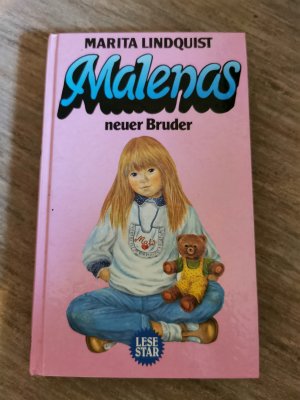 MARITA LINDQUIST
Malenas
neuer Bruder
LESE
STAR